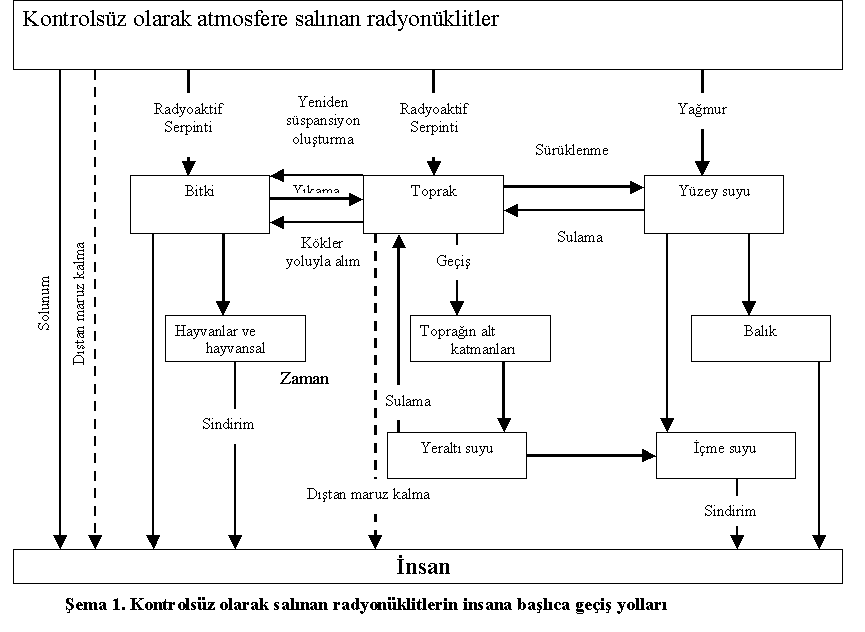 Kontrolsüz olarak atmosfere salınan radyonüklitler
Radyoaktif
Serpinti
Yeniden
süspansiyon
oluşturma
Radyoaktif
Serpinti
Yağmur
Sürüklenme
Bitki
Yıkama
Toprak
Yüzey suyu
Sulama
Kökler
yoluyla alım
Geçiş
Solunum
Dıştan maruz kalma
Hayvanlar ve
hayvansal
Toprağın alt
katmanları
Balık
Zaman
Sulama
Sindirim
Yeraltı suyu
İçme suyu
Dıştan maruz kalma
Sindirim
İnsan
Şema 1. Kontrolsüz olarak salınan radyonüklitlerin insana başlıca geçiş yolları